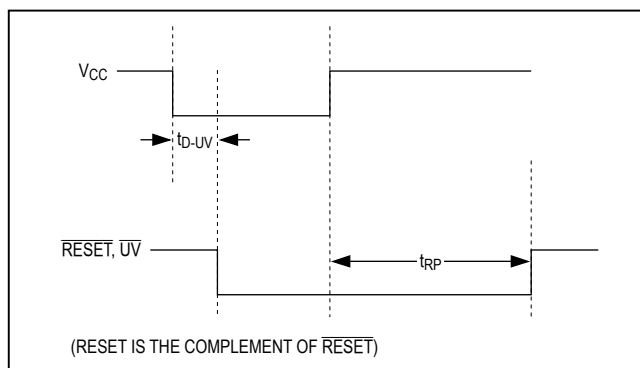 VCC
tD-UV
RESET, UV
tRP
(RESET IS THE COMPLEMENT OF RESET)